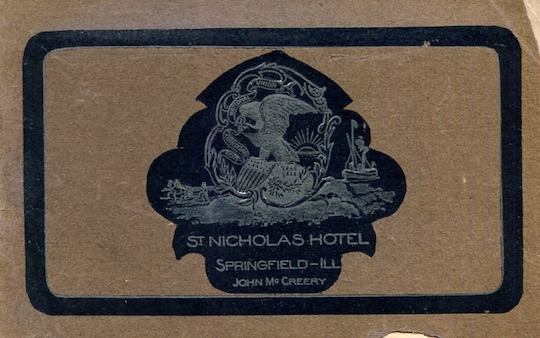 ST NICHOLAS HOTEL
SPRINGFIELD-ILL
JOHN MC CREERY